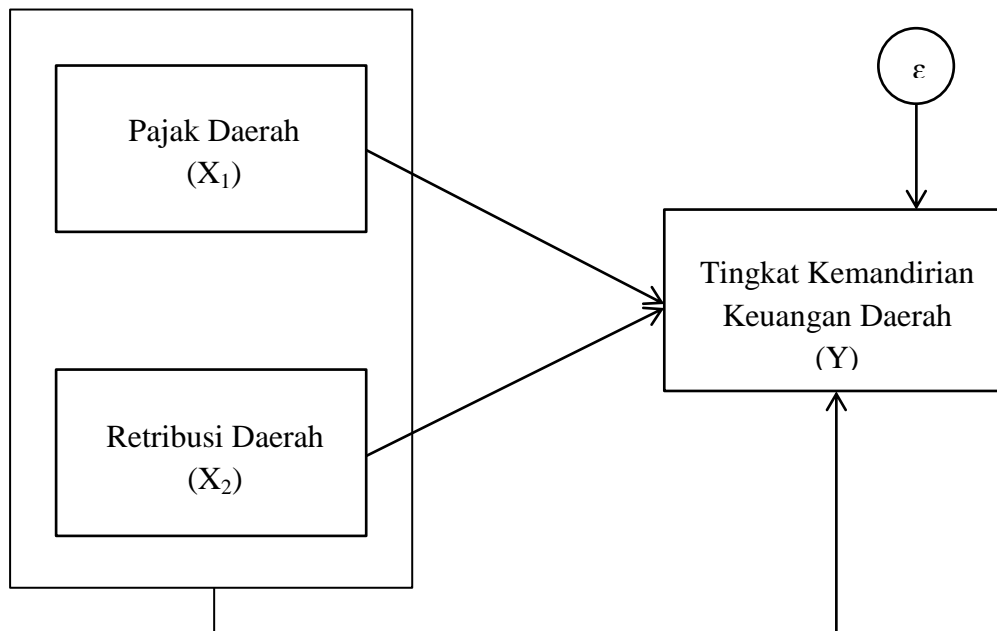 Pajak Daerah
(X₁)
ε
Tingkat Kemandirian
Keuangan Daerah
(Y)
Retribusi Daerah
(X₂)